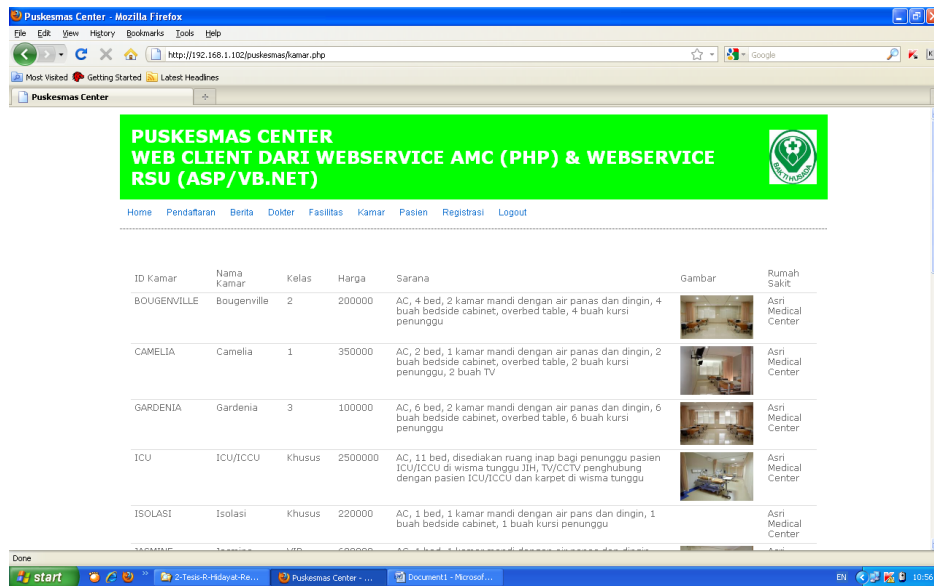 Puskesmas Center - Mozilla Firefox
File Edit View History Bookmarks Tools Help
http://192.168.1.102/puskesmas/kamar.php
Google
Most Visited Getting Started Latest Headlines
Puskesmas Center
PUSKESMAS CENTER
WEB CLIENT DARI WEBSERVICE AMC (PHP) & WEBSERVICE
RSU (ASP/VB.NET)
BAKTI HUSADA
Home Pendaftaran Berita Dokter Fasilitas Kamar Pasien Registrasi Logout
ID Kamar Nama Kamar Kelas Harga Sarana Gambar Rumah Sakit
BOUGENVILLE Bougenville 2 200000 AC, 4 bed, 2 kamar mandi dengan air panas dan dingin, 4 Asri
buah bedside cabinet, overbed table, 4 buah kursi Medical
penunggu Center
CAMELIA Camelia 1 350000 AC, 2 bed, 1 kamar mandi dengan air panas dan dingin, 2 Asri
buah bedside cabinet, overbed table, 2 buah kursi Medical
penunggu, 2 buah TV Center
GARDENIA Gardenia 3 100000 AC, 6 bed, 2 kamar mandi dengan air panas dan dingin, 6 Asri
buah bedside cabinet, overbed table, 6 buah kursi Medical
penunggu Center
ICU ICU/ICCU Khusus 2500000 AC, 11 bed, disediakan ruang inap bagi penunggu pasien Asri
ICU/ICCU di wisma tunggu JIH, TV/CCTV penghubung Medical
dengan pasien ICU/ICCU dan karpet di wisma tunggu Center
ISOLASI Isolasi Khusus 220000 AC, 1 bed, 1 kamar mandi dengan air pans dan dingin, 1 Asri
buah bedside cabinet, 1 buah kursi penunggu Medical
Center
Done
start 2-Tesis-R-Hidayat-Re... Puskesmas Center - ... Document1 - Microsof... EN 10:56